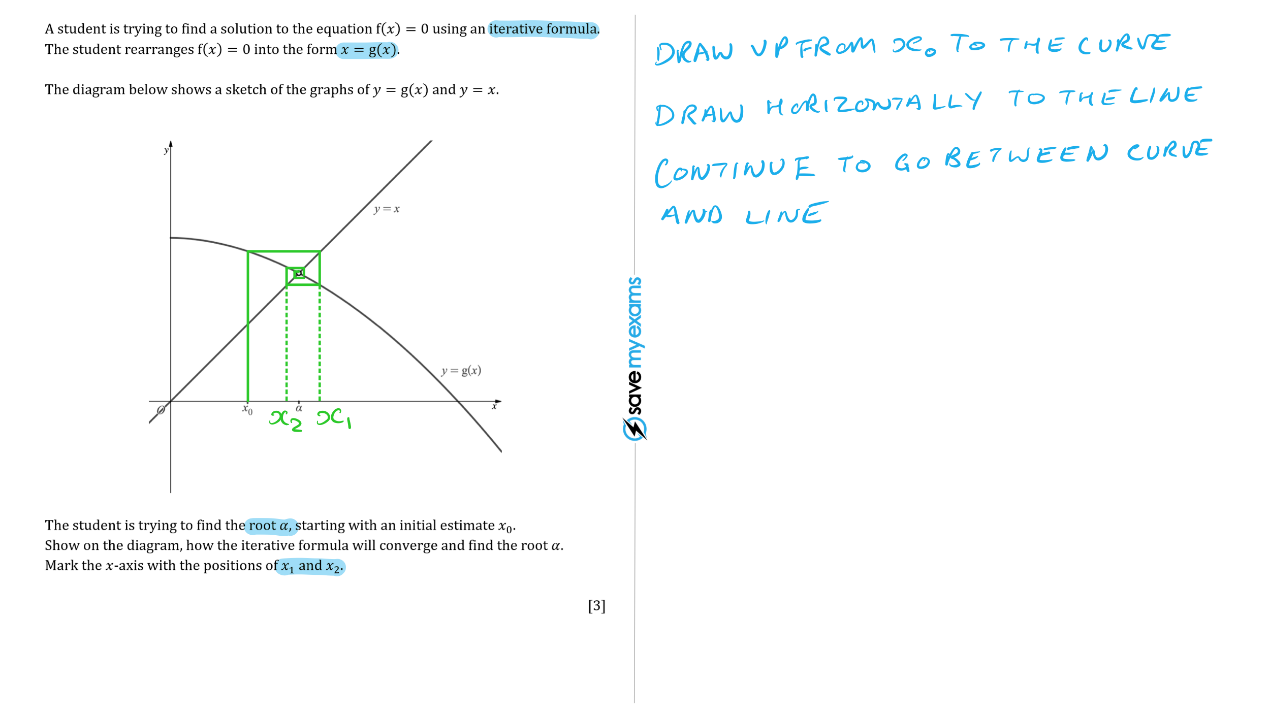 A student is trying to find a solution to the equation f(x) = 0 using an iterative formula.
The student rearranges f(x) = 0 into the form x = g(x).
The diagram below shows a sketch of the graphs of y = g(x) and y = x.
y
y = x
y = g(x)
O
x₀
α
x
x₂ x₁
The student is trying to find the root α, starting with an initial estimate x₀.
Show on the diagram, how the iterative formula will converge and find the root α.
Mark the x-axis with the positions of x₁ and x₂.
[3]
savemyexams
DRAW UP FROM x₀ TO THE CURVE
DRAW HORIZONTALLY TO THE LINE
CONTINUE TO GO BETWEEN CURVE
AND LINE